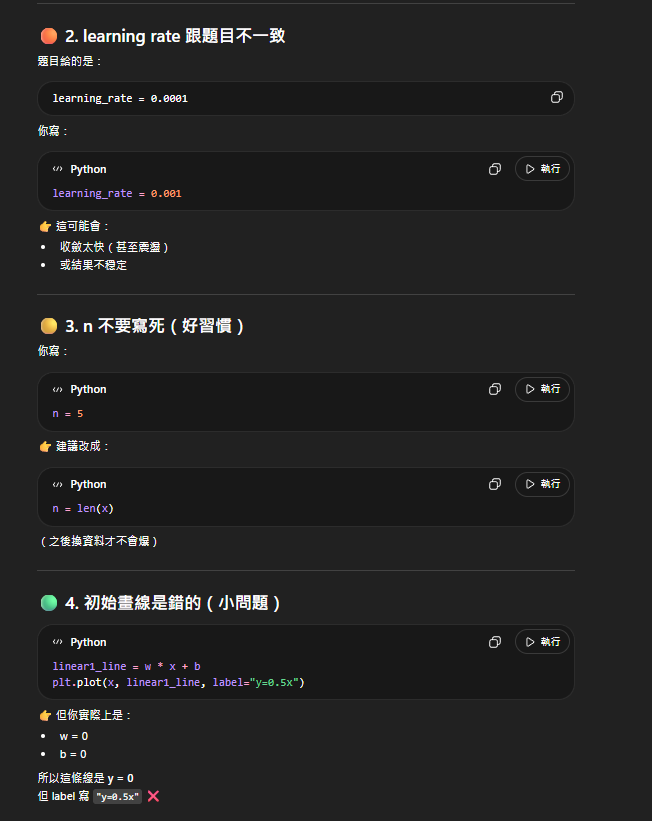 2. learning rate 跟題目不一致
題目給的是：
learning_rate = 0.0001
你寫：
Python
執行
learning_rate = 0.001
👉 這可能會：
• 收斂太快（甚至震盪）
• 或結果不穩定
3. n 不要寫死（好習慣）
你寫：
Python
執行
n = 5
👉 建議改成：
Python
執行
n = len(x)
（之後換資料才不會爆）
4. 初始畫線是錯的（小問題）
Python
執行
linear1_line = w * x + b
plt.plot(x, linear1_line, label="y=0.5x")
👉 但你實際上是：
• w = 0
• b = 0
所以這條線是 y = 0
但 label 寫 "y=0.5x" ❌